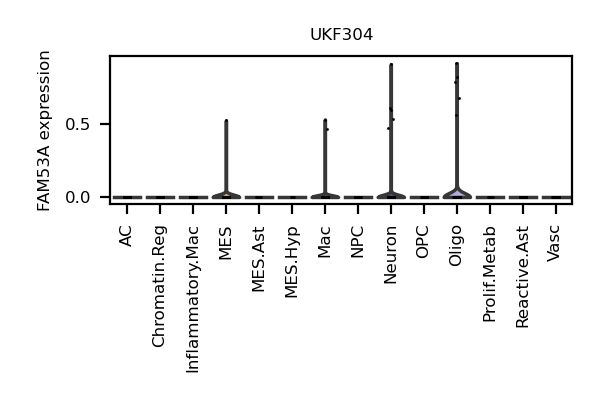 UKF304
FAM53A expression
0.5
0.0
AC
Chromatin.Reg
Inflammatory.Mac
MES
MES.Ast
MES.Hyp
Mac
NPC
Neuron
OPC
Oligo
Prolif.Metab
Reactive.Ast
Vasc